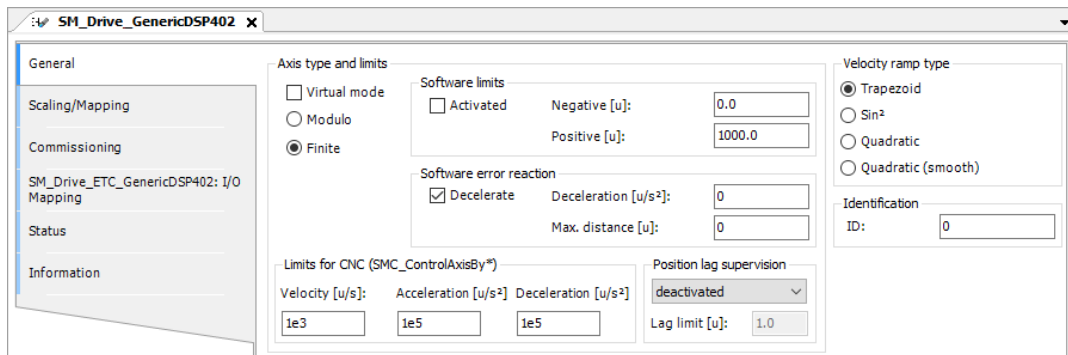 SM_Drive_GenericDSP402
General
Scaling/Mapping
Commissioning
SM_Drive_ETC_GenericDSP402: I/O
Mapping
Status
Information
Axis type and limits
Virtual mode
Modulo
Finite
Software limits
Activated Negative [u]: 0.0
Positive [u]: 1000.0
Software error reaction
Decelerate Deceleration [u/s²]: 0
Max. distance [u]: 0
Limits for CNC (SMC_ControlAxisBy*)
Velocity [u/s]: Acceleration [u/s²] Deceleration [u/s²]
1e3 1e5 1e5
Position lag supervision
deactivated
Lag limit [u]: 1.0
Velocity ramp type
Trapezoid
Sin²
Quadratic
Quadratic (smooth)
Identification
ID: 0